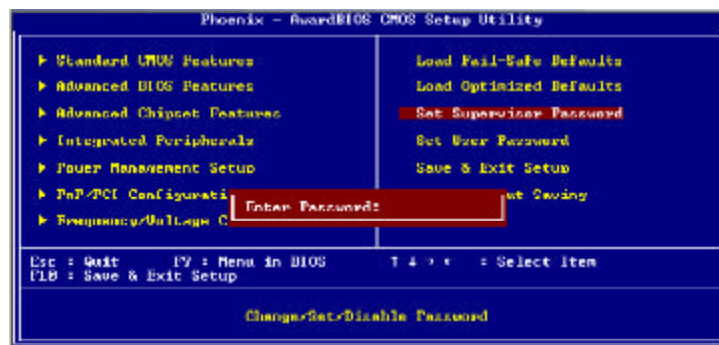 Phoenix - AwardBIOS CMOS Setup Utility
Standard CMOS Features
Advanced BIOS Features
Advanced Chipset Features
Integrated Peripherals
Power Management Setup
PnP/PCI Configurati
Frequency/Voltage C
Load Fail-Safe Defaults
Load Optimized Defaults
Set Supervisor Password
Set User Password
Save & Exit Setup
ut Saving
Enter Password:
Esc : Quit F9 : Menu in BIOS ↑ ↓ → ← : Select Item
F10 : Save & Exit Setup
Change/Set/Disable Password